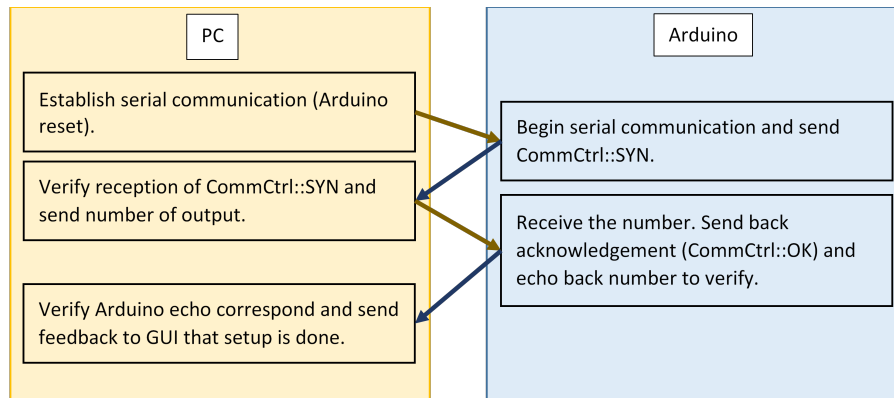 PC
Arduino
Establish serial communication (Arduino
reset).
Begin serial communication and send
CommCtrl::SYN.
Verify reception of CommCtrl::SYN and
send number of output.
Receive the number. Send back
acknowledgement (CommCtrl::OK) and
echo back number to verify.
Verify Arduino echo correspond and send
feedback to GUI that setup is done.